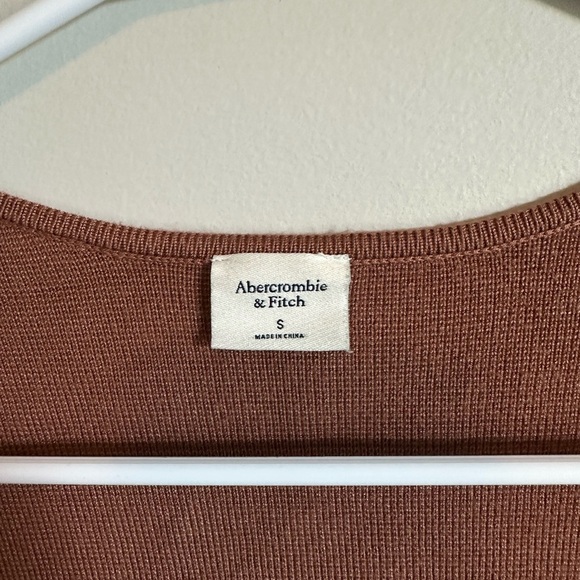 Abercrombie
& Fitch
S
MADE IN CHINA